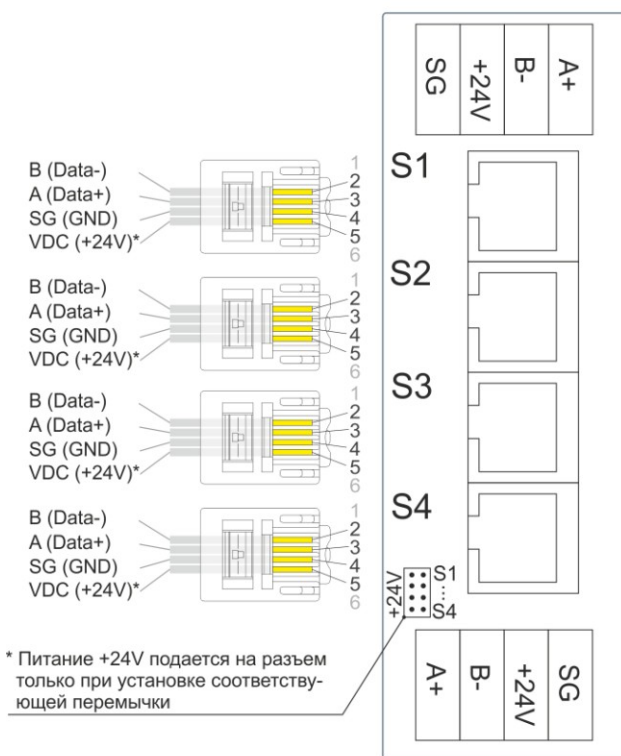 SG +24V B- A+
B (Data-)
A (Data+)
SG (GND)
VDC (+24V)*
1
2
3
4
5
6
S1
B (Data-)
A (Data+)
SG (GND)
VDC (+24V)*
1
2
3
4
5
6
S2
B (Data-)
A (Data+)
SG (GND)
VDC (+24V)*
1
2
3
4
5
6
S3
B (Data-)
A (Data+)
SG (GND)
VDC (+24V)*
1
2
3
4
5
6
S4
+24V
S1
S4
* Питание +24V подается на разъем
только при установке соответству-
ющей перемычки
A+ B- +24V SG